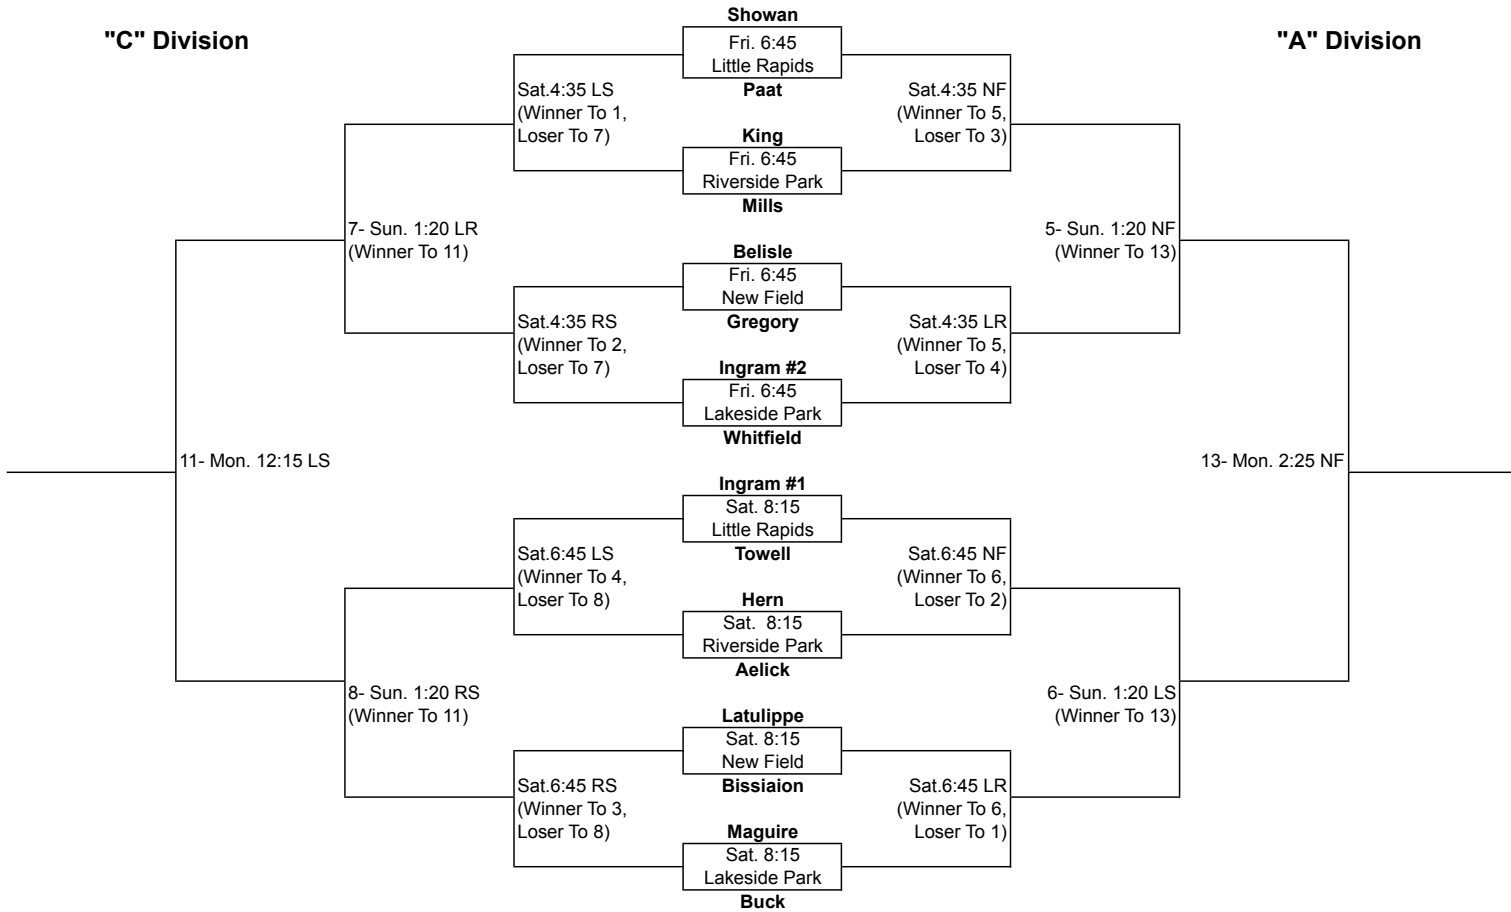 Showan
"C" Division
"A" Division
Fri. 6:45
Little Rapids
Paat
Sat.4:35 LS
(Winner To 1,
Loser To 7)
Sat.4:35 NF
(Winner To 5,
Loser To 3)
King
Fri. 6:45
Riverside Park
Mills
7- Sun. 1:20 LR
(Winner To 11)
5- Sun. 1:20 NF
(Winner To 13)
Belisle
Fri. 6:45
New Field
Gregory
Sat.4:35 RS
(Winner To 2,
Loser To 7)
Sat.4:35 LR
(Winner To 5,
Loser To 4)
Ingram #2
Fri. 6:45
Lakeside Park
Whitfield
11- Mon. 12:15 LS
13- Mon. 2:25 NF
Ingram #1
Sat. 8:15
Little Rapids
Towell
Sat.6:45 LS
(Winner To 4,
Loser To 8)
Sat.6:45 NF
(Winner To 6,
Loser To 2)
Hern
Sat.  8:15
Riverside Park
Aelick
8- Sun. 1:20 RS
(Winner To 11)
6- Sun. 1:20 LS
(Winner To 13)
Latulippe
Sat. 8:15
New Field
Bissiaion
Sat.6:45 RS
(Winner To 3,
Loser To 8)
Sat.6:45 LR
(Winner To 6,
Loser To 1)
Maguire
Sat. 8:15
Lakeside Park
Buck